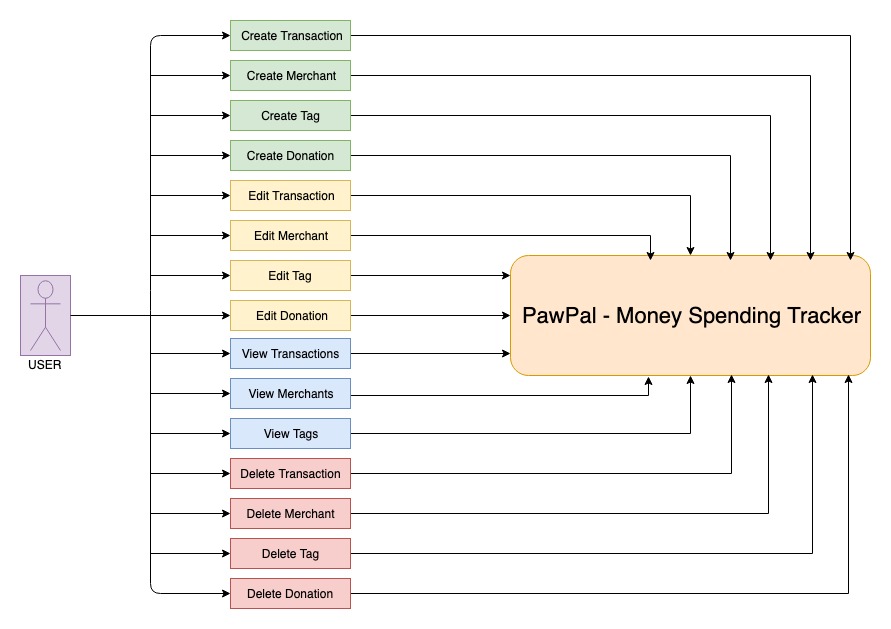 Create Transaction
Create Merchant
Create Tag
Create Donation
Edit Transaction
Edit Merchant
Edit Tag
Edit Donation
View Transactions
View Merchants
View Tags
Delete Transaction
Delete Merchant
Delete Tag
Delete Donation
USER
PawPal - Money Spending Tracker